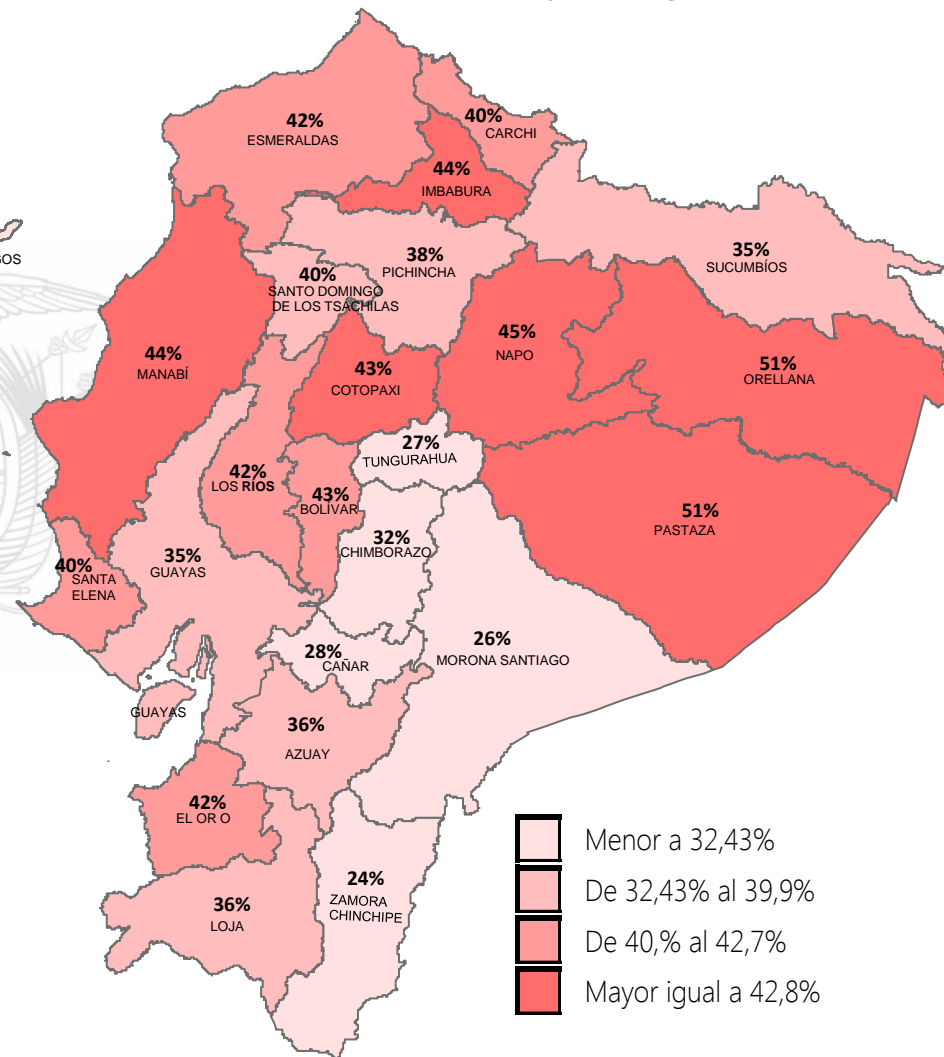 42%
ESMERALDAS
40%
CARCHI
44%
IMBABURA
GOS
38%
PICHINCHA
35%
SUCUMBÍOS
40%
SANTO DOMINGO
DE LOS TSÁCHILAS
44%
MANABÍ
43%
COTOPAXI
45%
NAPO
51%
ORELLANA
27%
TUNGURAHUA
42%
LOS RÍOS
43%
BOLÍVAR
51%
PASTAZA
32%
CHIMBORAZO
35%
GUAYAS
40%
SANTA
ELENA
28%
CAÑAR
26%
MORONA SANTIAGO
GUAYAS
36%
AZUAY
42%
EL OR O
24%
ZAMORA
CHINCHIPE
36%
LOJA
Menor a 32,43%
De 32,43% al 39,9%
De 40,% al 42,7%
Mayor igual a 42,8%